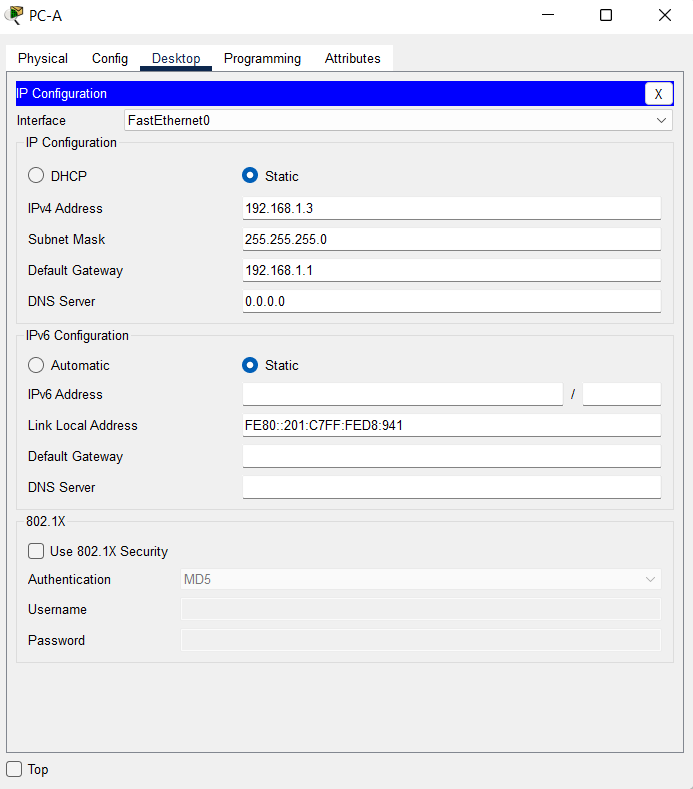 PC-A
Physical Config Desktop Programming Attributes
IP Configuration X
Interface FastEthernet0
IP Configuration
DHCP Static
IPv4 Address 192.168.1.3
Subnet Mask 255.255.255.0
Default Gateway 192.168.1.1
DNS Server 0.0.0.0
IPv6 Configuration
Automatic Static
IPv6 Address /
Link Local Address FE80::201:C7FF:FED8:941
Default Gateway
DNS Server
802.1X
Use 802.1X Security
Authentication MD5
Username
Password
Top